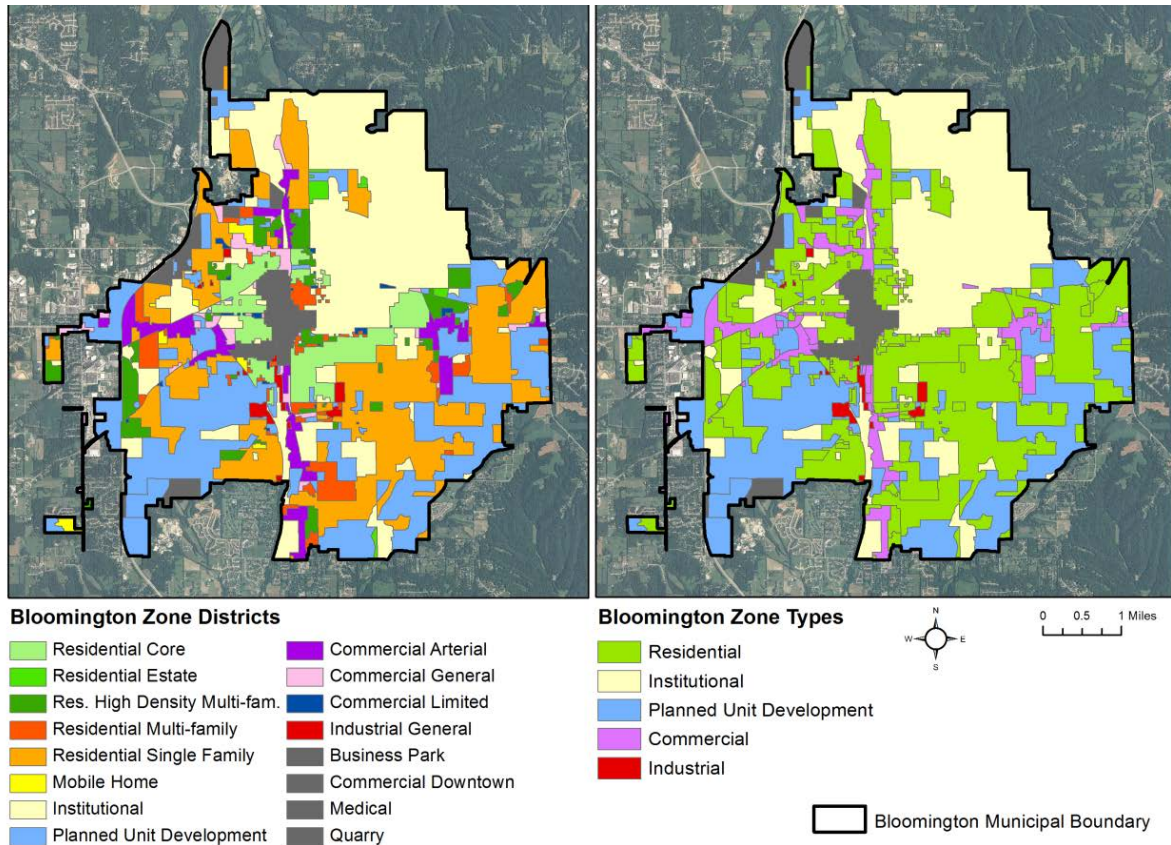 Bloomington Zone Districts
Residential Core
Residential Estate
Res. High Density Multi-fam.
Residential Multi-family
Residential Single Family
Mobile Home
Institutional
Planned Unit Development
Commercial Arterial
Commercial General
Commercial Limited
Industrial General
Business Park
Commercial Downtown
Medical
Quarry
Bloomington Zone Types
Residential
Institutional
Planned Unit Development
Commercial
Industrial
N
W E
S
0 0.5 1 Miles
Bloomington Municipal Boundary